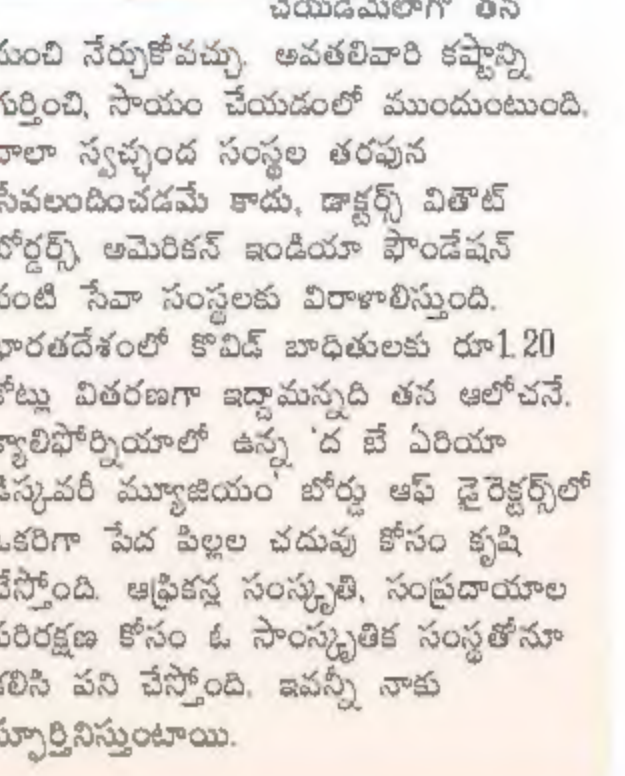 చేయడమేలాగో తన
నుంచి నేర్చుకోవచ్చు. అవతలివారి కష్టాన్ని
గుర్తించి, సాయం చేయడంలో ముందుంటుంది.
చాలా స్వచ్ఛంద సంస్థల తరఫున
సేవలందించడమే కాదు, డాక్టర్స్ వితౌట్
బోర్డర్స్, అమెరికన్ ఇండియా ఫౌండేషన్
వంటి సేవా సంస్థలకు విరాళాలిస్తుంది.
భారతదేశంలో కొవిడ్ బాధితులకు రూ1.20
కోట్లు వితరణగా ఇద్దామన్నది తన ఆలోచనే.
క్యాలిఫోర్నియాలో ఉన్న 'ద బే ఏరియా
డిస్కవరీ మ్యూజియం' బోర్డు ఆఫ్ డైరెక్టర్స్‌లో
ఒకరిగా పేద పిల్లల చదువు కోసం కృషి
చేస్తోంది. ఆఫ్రికన్ల సంస్కృతి, సంప్రదాయాల
పరిరక్షణ కోసం ఓ సాంస్కృతిక సంస్థతోనూ
కలిసి పని చేస్తోంది. ఇవన్నీ నాకు
స్ఫూర్తినిస్తుంటాయి.